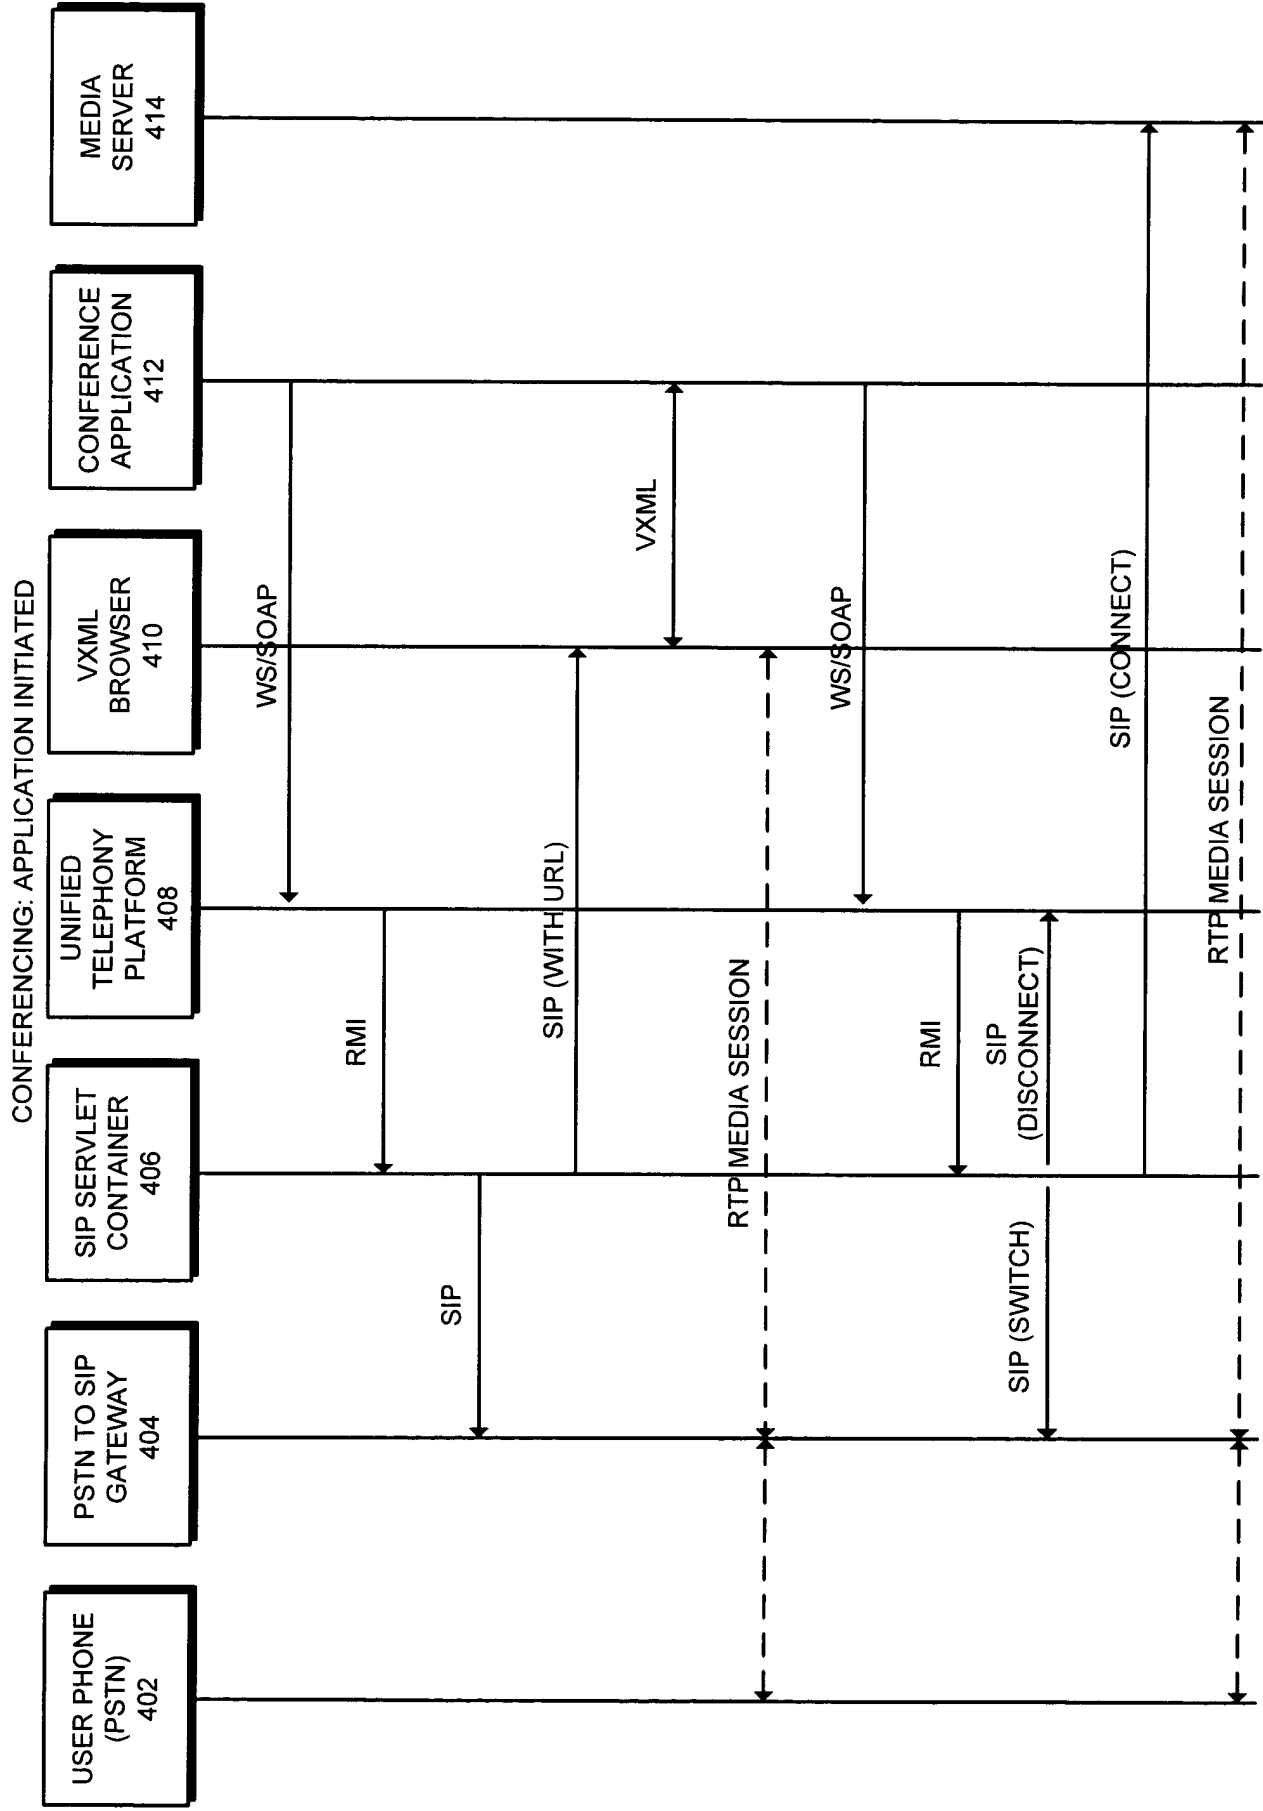 CONFERENCING: APPLICATION INITIATED
USER PHONE
(PSTN)
402
PSTN TO SIP
GATEWAY
404
SIP SERVLET
CONTAINER
406
UNIFIED
TELEPHONY
PLATFORM
408
VXML
BROWSER
410
CONFERENCE
APPLICATION
412
MEDIA
SERVER
414
WS/SOAP
RMI
SIP
SIP (WITH URL)
VXML
RTP MEDIA SESSION
WS/SOAP
RMI
SIP (SWITCH)
SIP
(DISCONNECT)
SIP (CONNECT)
RTP MEDIA SESSION